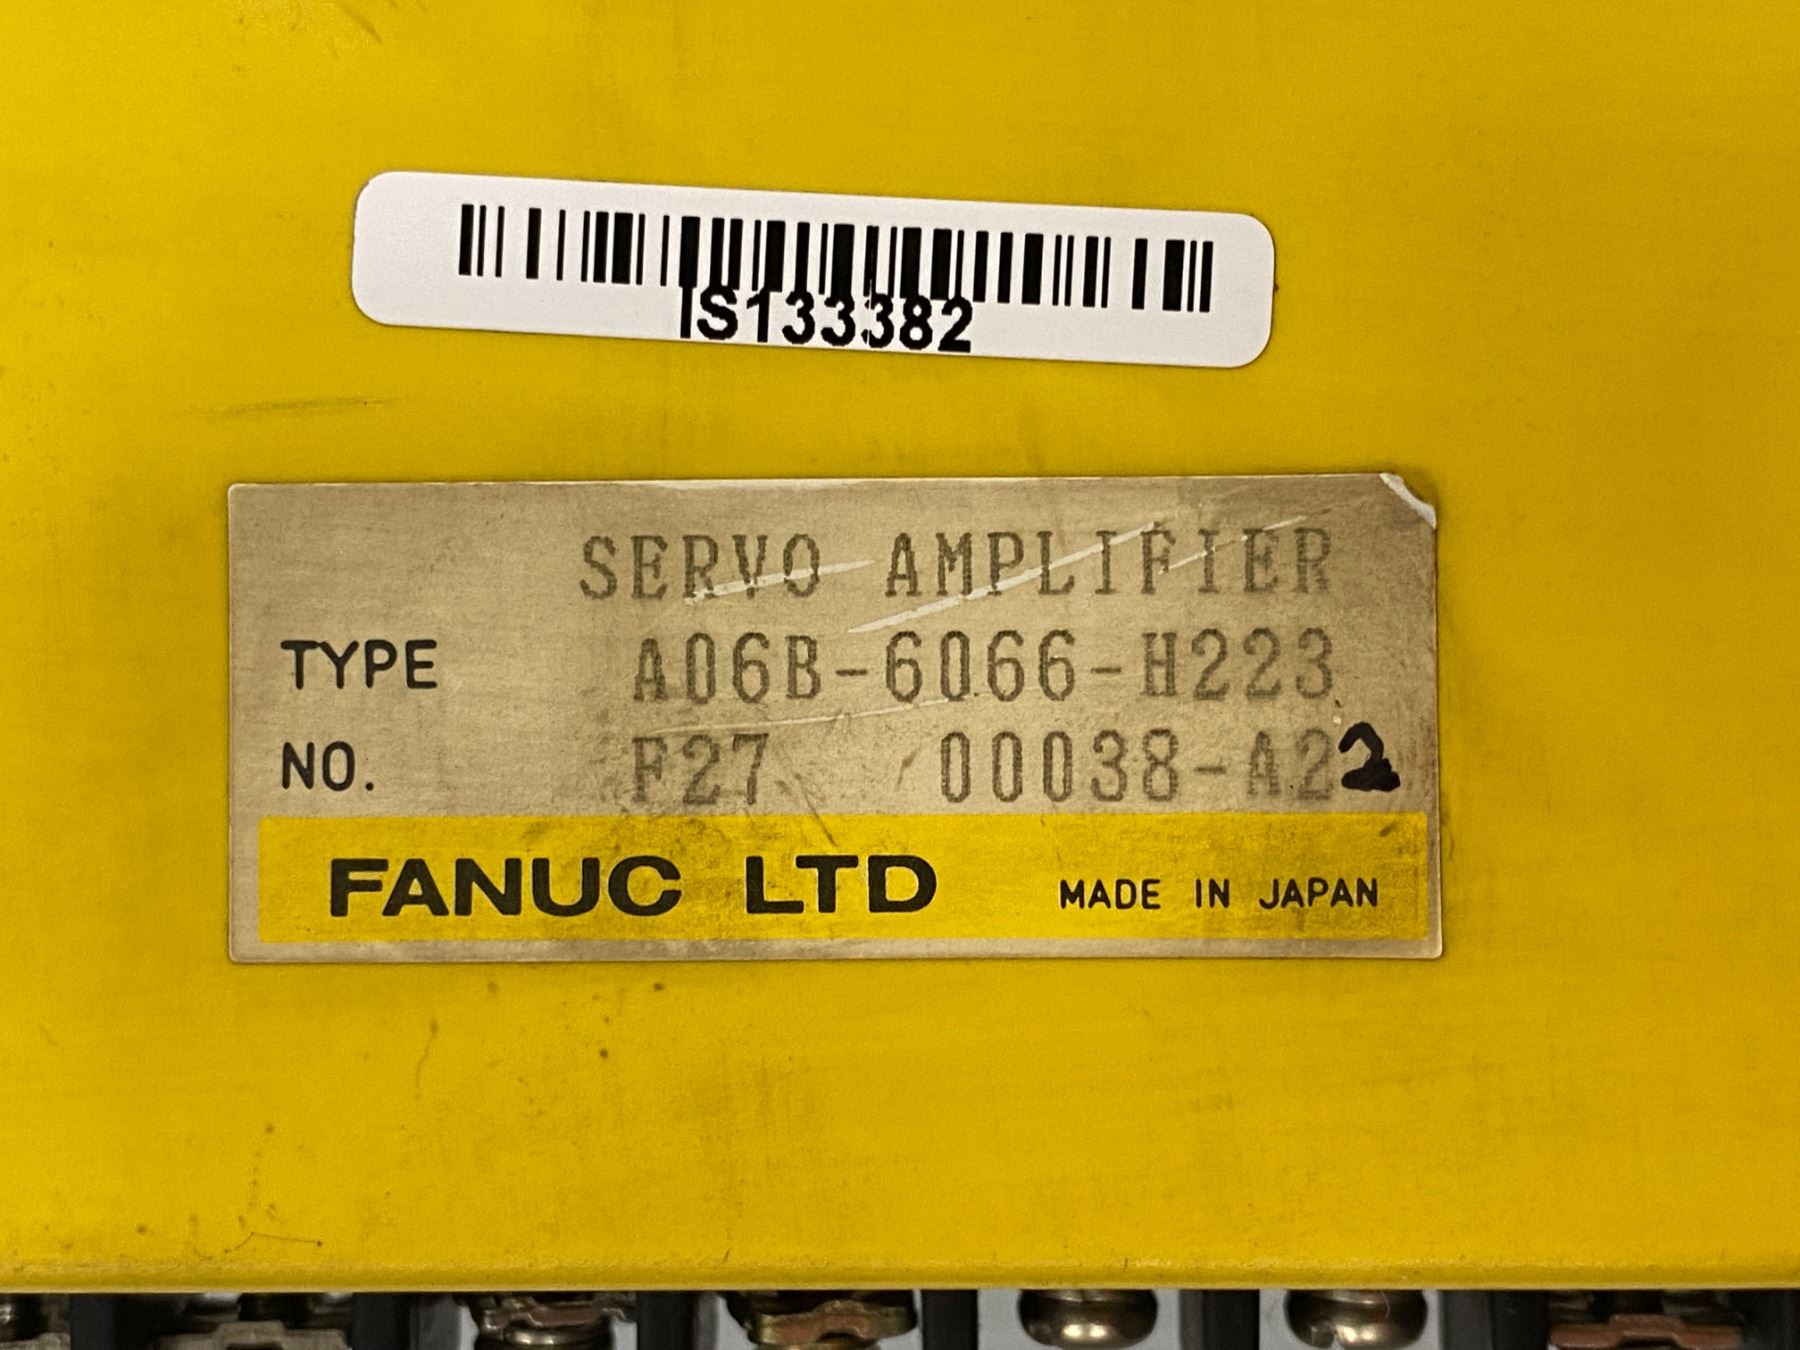 IS133382
SERVO AMPLIFIER
TYPE A06B-6066-H223
NO. F27 00038-A22
FANUC LTD MADE IN JAPAN